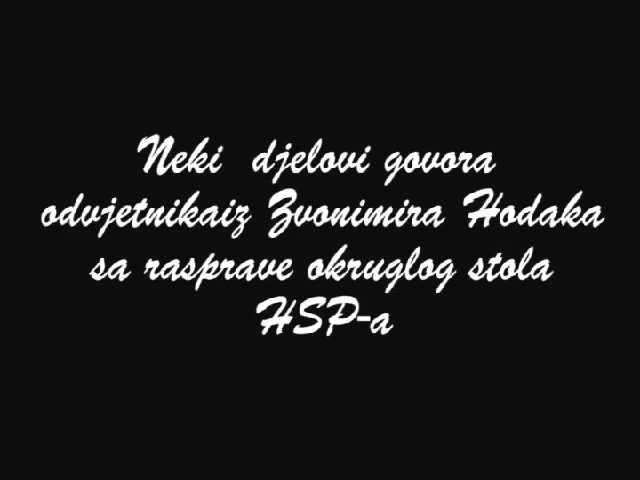 Neki djelovi govora
odvjetnikaiz Zvonimira Hodaka
sa rasprave okruglog stola
HSP-a